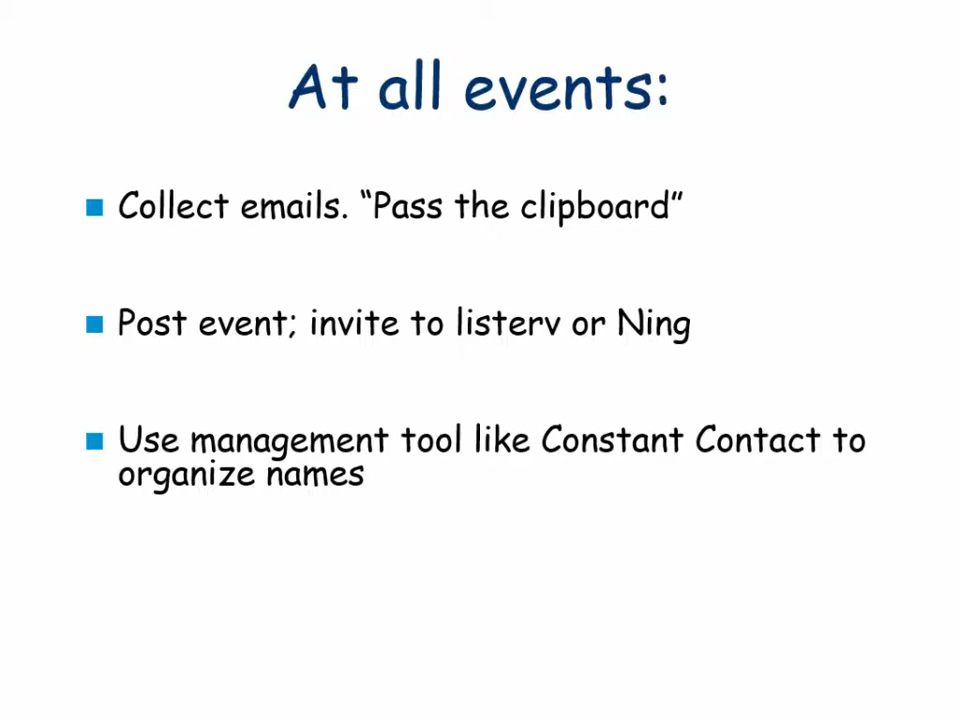 At all events:
Collect emails. “Pass the clipboard”
Post event; invite to listerv or Ning
Use management tool like Constant Contact to
organize names